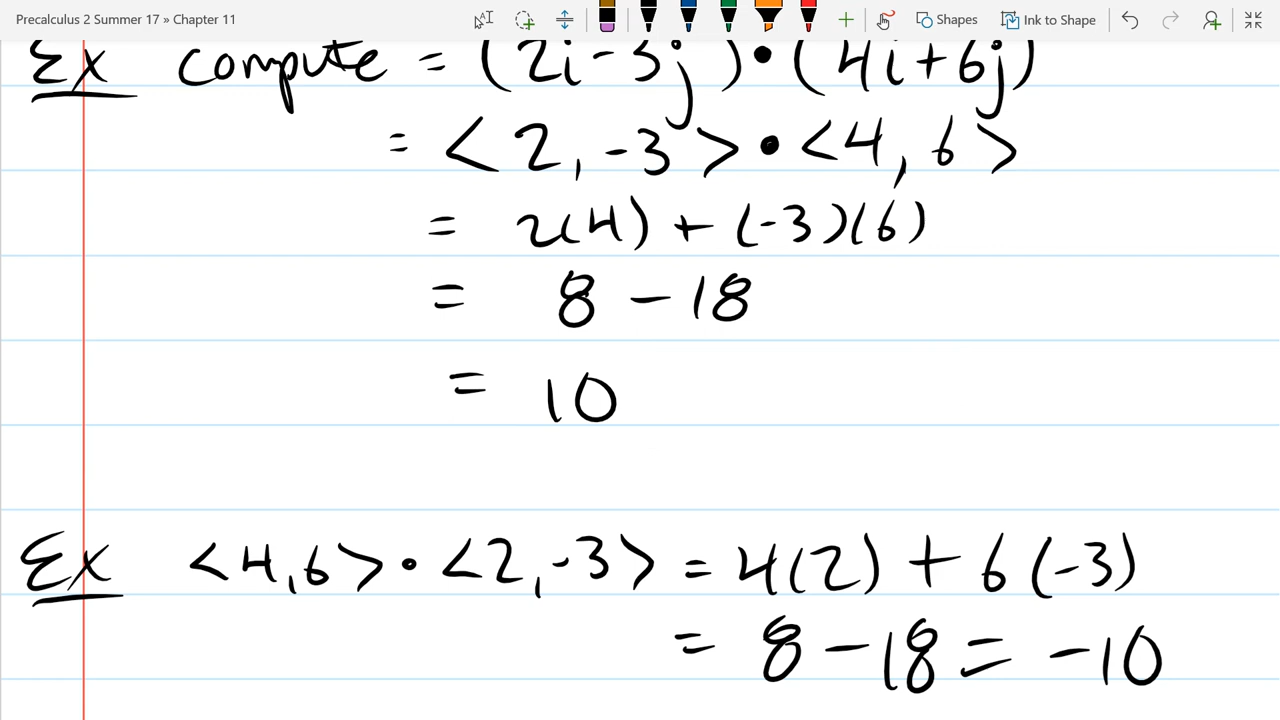 Precalculus 2 Summer 17 » Chapter 11 Shapes Ink to Shape
Ex compute = (2i-3j)•(4i+6j)
= <2,-3>•<4,6>
= 2(4) + (-3)(6)
= 8 - 18
= 10
Ex <4,6>•<2,-3> = 4(2) + 6(-3)
= 8 - 18 = -10